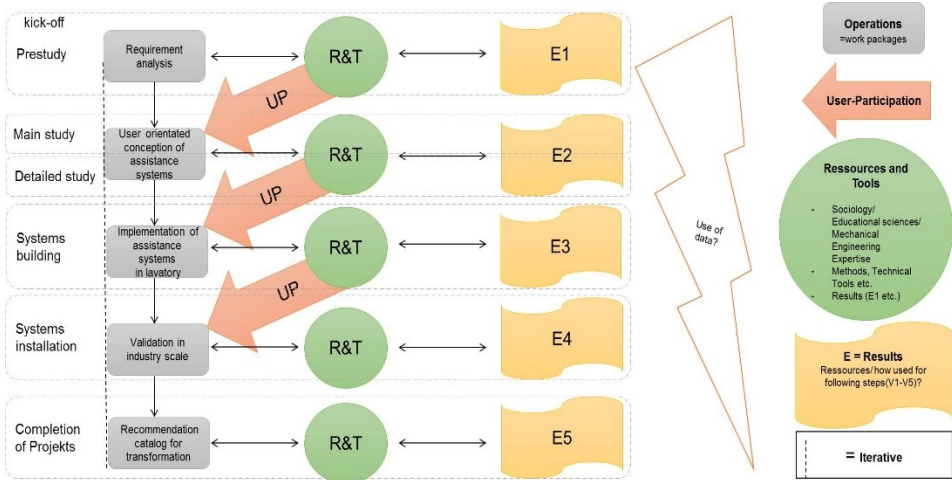 kick-off
Prestudy
Requirement
analysis
R&T
E1
UP
Main study
Detailed study
User orientated
conception of
assistance
systems
R&T
E2
UP
Systems
building
Implementation of
assistance
systems
in lavatory
R&T
E3
UP
Systems
installation
Validation in
industry scale
R&T
E4
Completion
of Projekts
Recommendation
catalog for
transformation
R&T
E5
Use of
data?
Operations
=work packages
User-Participation
Ressources and
Tools
- Sociology/
Educational sciences/
Mechanical
Engineering
Expertise
- Methods, Technical
Tools etc.
- Results (E1 etc.)
E = Results
Ressources/ how used for
following steps(V1-V5)?
= Iterative